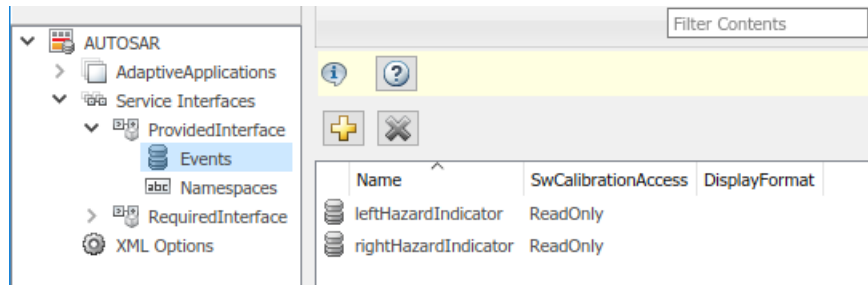 Filter Contents
AUTOSAR
AdaptiveApplications
Service Interfaces
ProvidedInterface
Events
abc Namespaces
RequiredInterface
XML Options
Name SwCalibrationAccess DisplayFormat
leftHazardIndicator ReadOnly
rightHazardIndicator ReadOnly